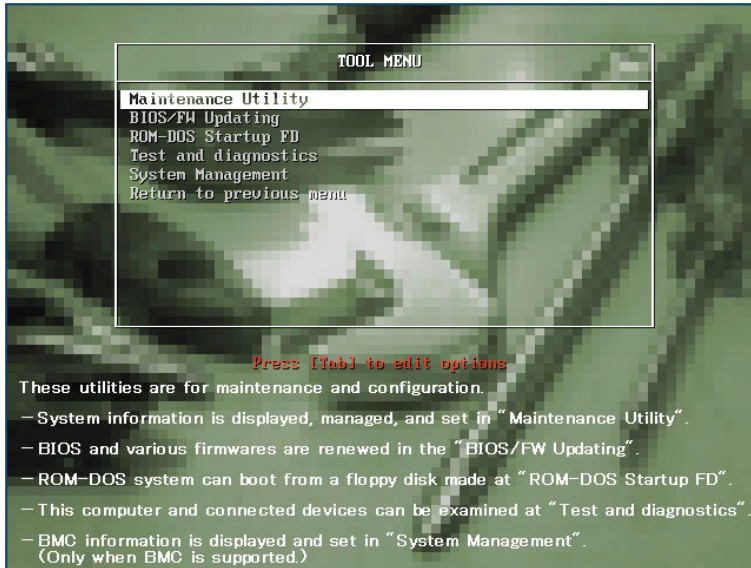 TOOL MENU
Maintenance Utility
BIOS/FW Updating
ROM-DOS Startup FD
Test and diagnostics
System Management
Return to previous menu
Press [Tab] to edit options
These utilities are for maintenance and configuration.
-System information is displayed, managed, and set in "Maintenance Utility".
-BIOS and various firmwares are renewed in the "BIOS/FW Updating".
-ROM-DOS system can boot from a floppy disk made at "ROM-DOS Startup FD".
-This computer and connected devices can be examined at "Test and diagnostics".
-BMC information is displayed and set in "System Management".
(Only when BMC is supported.)